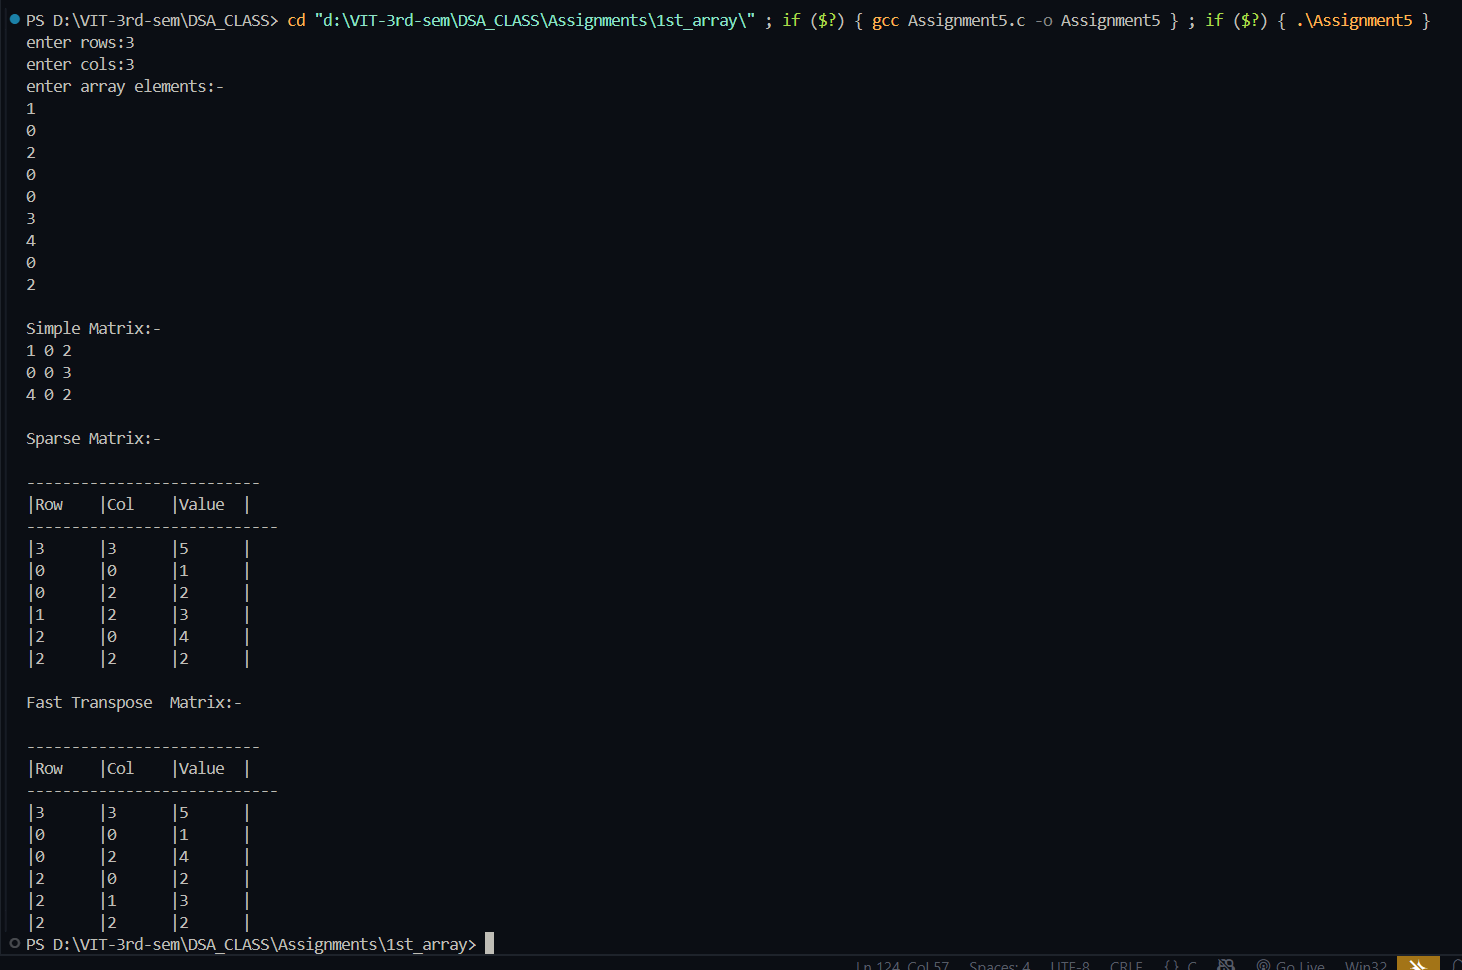 PS D:\VIT-3rd-sem\DSA_CLASS> cd "d:\VIT-3rd-sem\DSA_CLASS\Assignments\1st_array\" ; if ($?) { gcc Assignment5.c -o Assignment5 } ; if ($?) { .\Assignment5 }
enter rows:3
enter cols:3
enter array elements:-
1
0
2
0
0
3
4
0
2
Simple Matrix:-
1 0 2
0 0 3
4 0 2
Sparse Matrix:-
--------------------------
|Row    |Col    |Value  |
----------------------------
|3      |3      |5      |
|0      |0      |1      |
|0      |2      |2      |
|1      |2      |3      |
|2      |0      |4      |
|2      |2      |2      |
Fast Transpose  Matrix:-
--------------------------
|Row    |Col    |Value  |
----------------------------
|3      |3      |5      |
|0      |0      |1      |
|0      |2      |4      |
|2      |0      |2      |
|2      |1      |3      |
|2      |2      |2      |
PS D:\VIT-3rd-sem\DSA_CLASS\Assignments\1st_array>
Ln 124, Col 57 Spaces: 4 UTF-8 CRLF {} C Go Live Win32